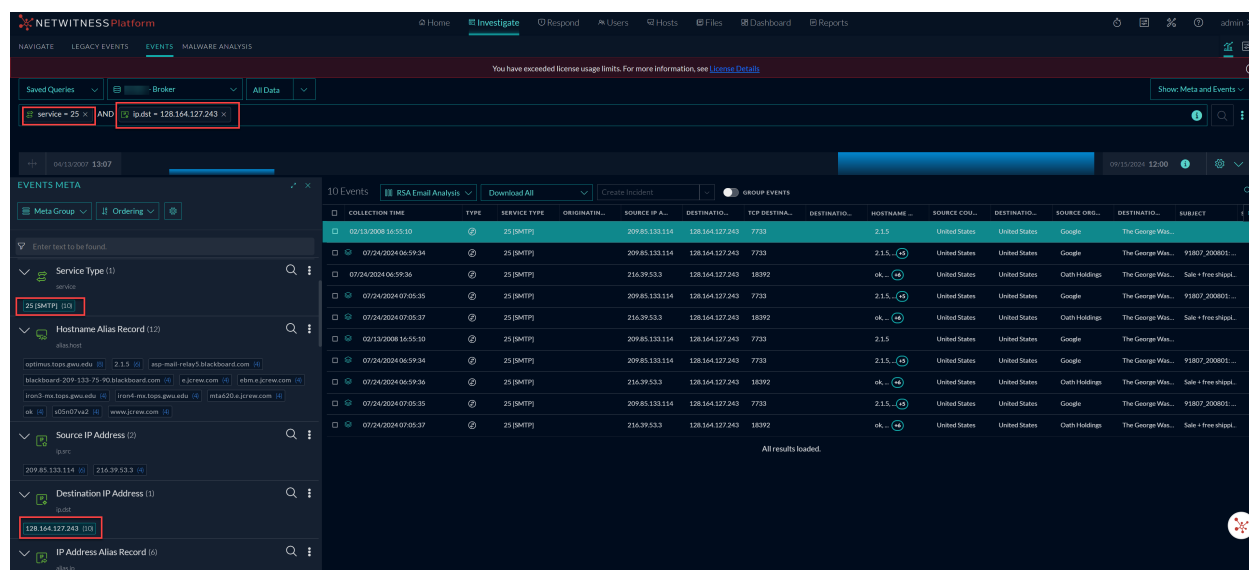 NETWITNESS Platform
Home Investigate Respond Users Hosts Files Dashboard Reports admin
NAVIGATE LEGACY EVENTS EVENTS MALWARE ANALYSIS
You have exceeded license usage limits. For more information, see License Details
Saved Queries - Broker All Data Show: Meta and Events
service = 25 × AND ip.dst = 128.164.127.243 ×
04/13/2007 13:07 09/15/2024 12:00
EVENTS META
10 Events RSA Email Analysis Download All Create Incident GROUP EVENTS
Meta Group Ordering
COLLECTION TIME TYPE SERVICE TYPE ORIGINATIN... SOURCE IP A... DESTINATIO... TCP DESTINA... DESTINATIO... HOSTNAME ... SOURCE COU... DESTINATIO... SOURCE ORG... DESTINATIO... SUBJECT
02/13/2008 16:55:10 25 [SMTP] 209.85.133.114 128.164.127.243 7733 2.1.5 United States United States Google The George Was...
07/24/2024 06:59:34 25 [SMTP] 209.85.133.114 128.164.127.243 7733 2.1.5, ... +5 United States United States Google The George Was... 91807_200801:...
07/24/2024 06:59:36 25 [SMTP] 216.39.53.3 128.164.127.243 18392 ok, ... +6 United States United States Oath Holdings The George Was... Sale + free shippi...
07/24/2024 07:05:35 25 [SMTP] 209.85.133.114 128.164.127.243 7733 2.1.5, ... +5 United States United States Google The George Was... 91807_200801:...
07/24/2024 07:05:37 25 [SMTP] 216.39.53.3 128.164.127.243 18392 ok, ... +6 United States United States Oath Holdings The George Was... Sale + free shippi...
02/13/2008 16:55:10 25 [SMTP] 209.85.133.114 128.164.127.243 7733 2.1.5 United States United States Google The George Was...
07/24/2024 06:59:34 25 [SMTP] 209.85.133.114 128.164.127.243 7733 2.1.5, ... +5 United States United States Google The George Was... 91807_200801:...
07/24/2024 06:59:36 25 [SMTP] 216.39.53.3 128.164.127.243 18392 ok, ... +6 United States United States Oath Holdings The George Was... Sale + free shippi...
07/24/2024 07:05:35 25 [SMTP] 209.85.133.114 128.164.127.243 7733 2.1.5, ... +5 United States United States Google The George Was... 91807_200801:...
07/24/2024 07:05:37 25 [SMTP] 216.39.53.3 128.164.127.243 18392 ok, ... +6 United States United States Oath Holdings The George Was... Sale + free shippi...
All results loaded.
Enter text to be found.
Service Type (1)
service
25 [SMTP] (10)
Hostname Alias Record (12)
alias.host
optimus.tops.gwu.edu 2.1.5 (6) asp-mail-relay5.blackboard.com (4)
blackboard-209-133-75-90.blackboard.com (4) e.jcrew.com (4) ebm.e.jcrew.com (4)
iron3-mx.tops.gwu.edu (4) iron4-mx.tops.gwu.edu (4) mta620.e.jcrew.com (4)
ok (4) s05n07va2 (4) www.jcrew.com (4)
Source IP Address (2)
ip.src
209.85.133.114 (6) 216.39.53.3 (4)
Destination IP Address (1)
ip.dst
128.164.127.243 (10)
IP Address Alias Record (6)
alias.ip